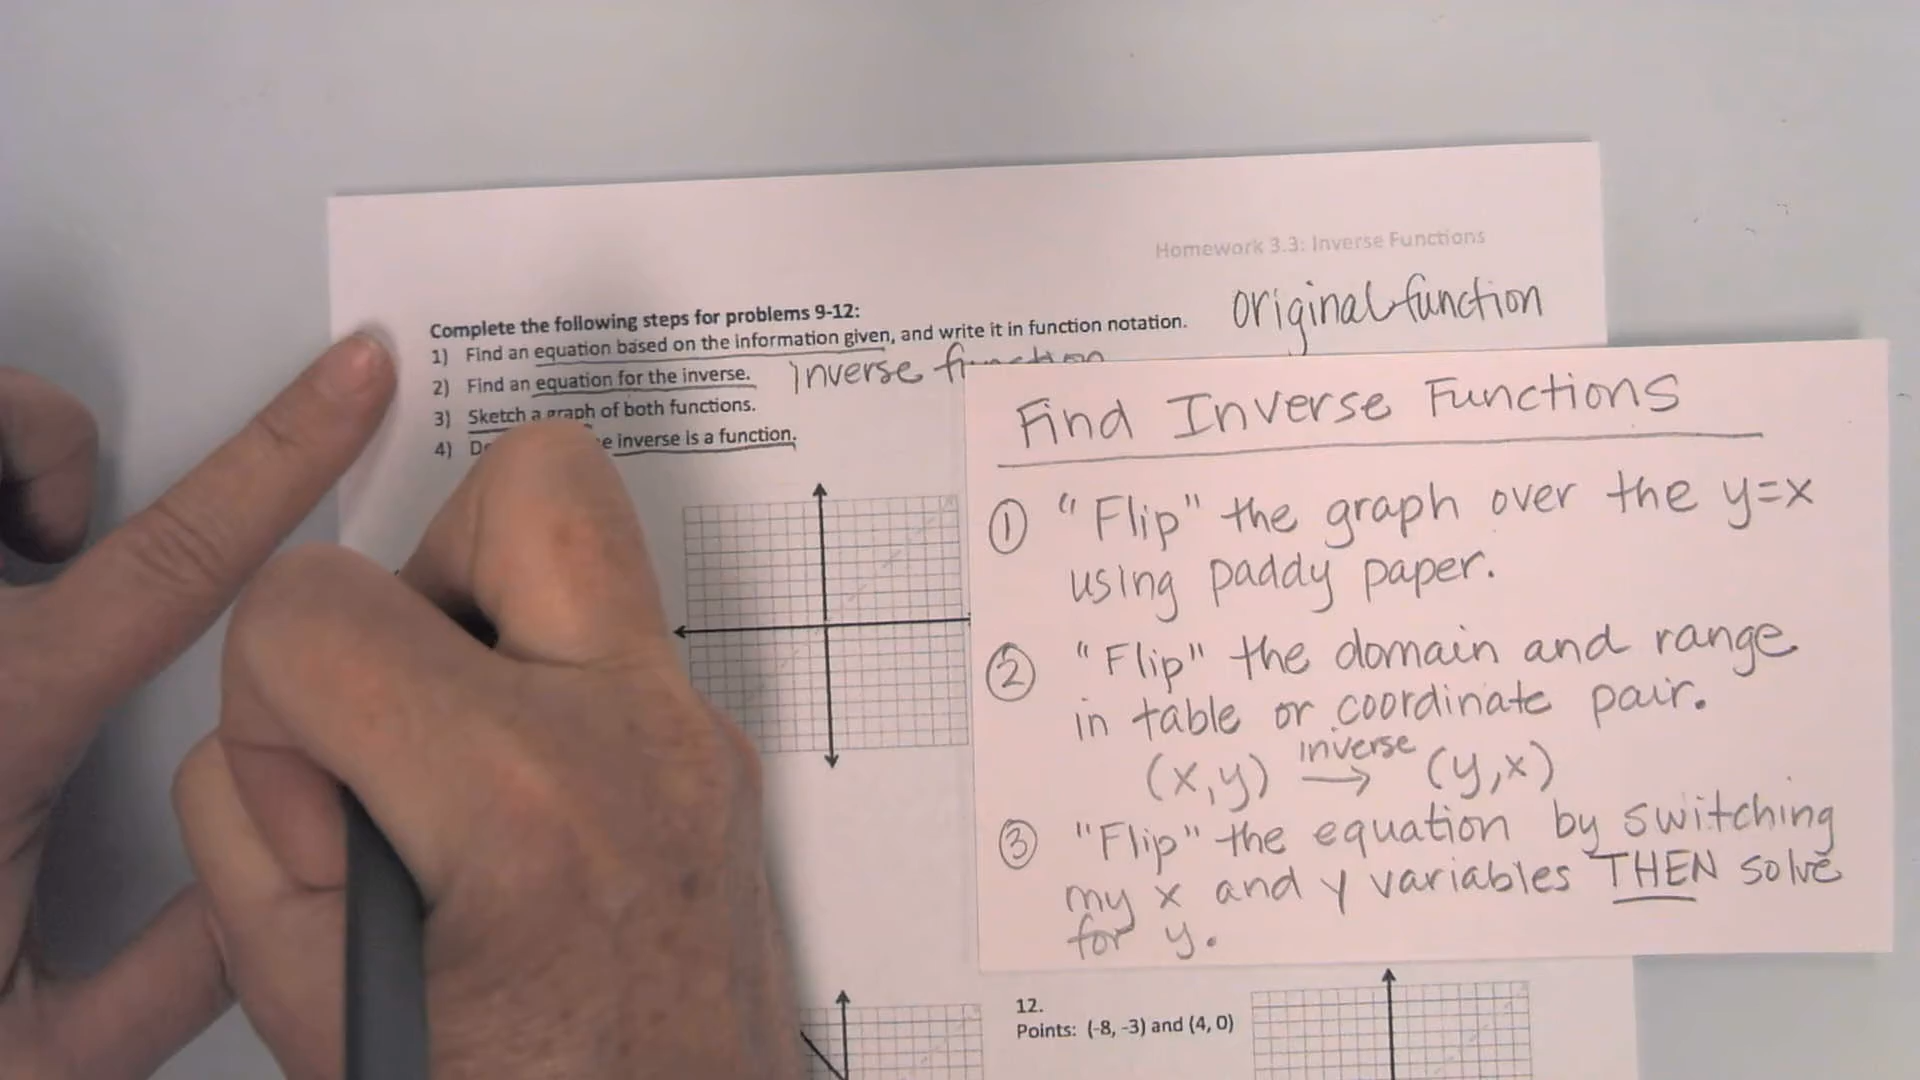 Homework 3.3: Inverse Functions
Complete the following steps for problems 9-12:
1) Find an equation based on the information given, and write it in function notation.
original function
2) Find an equation for the inverse.
inverse function
3) Sketch a graph of both functions.
4) inverse is a function.
Find Inverse Functions
① "Flip" the graph over the y=x
using paddy paper.
② "Flip" the domain and range
in table or coordinate pair.
(x,y) inverse → (y,x)
③ "Flip" the equation by switching
my x and y variables THEN solve
for y.
12.
Points: (-8, -3) and (4, 0)